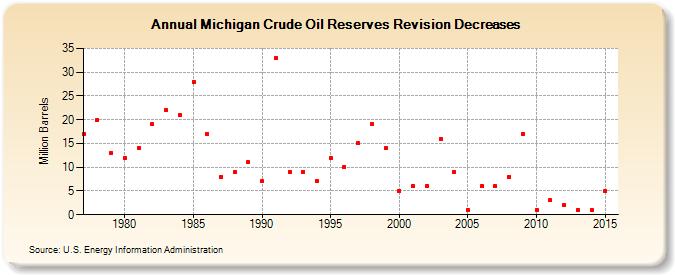 Annual Michigan Crude Oil Reserves Revision Decreases
Million Barrels
35
30
25
20
15
10
5
0
1980 1985 1990 1995 2000 2005 2010 2015
Source: U.S. Energy Information Administration